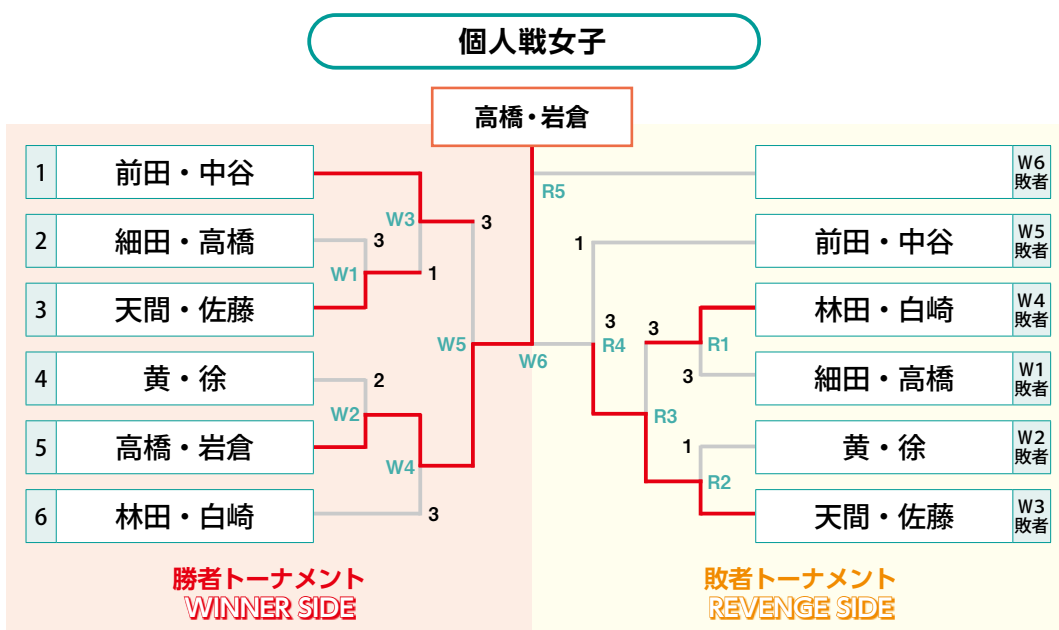 個人戦女子
高橋・岩倉
1 前田・中谷
2 細田・高橋
3 天間・佐藤
4 黄・徐
5 高橋・岩倉
6 林田・白崎
W3
3
3
W1
1
W5
2
W2
W4
3
W6
R5
1
3
R4
3
R1
3
R3
1
R2
W6
敗者
前田・中谷 W5
敗者
林田・白崎 W4
敗者
細田・高橋 W1
敗者
黄・徐 W2
敗者
天間・佐藤 W3
敗者
勝者トーナメント
WINNER SIDE
敗者トーナメント
REVENGE SIDE